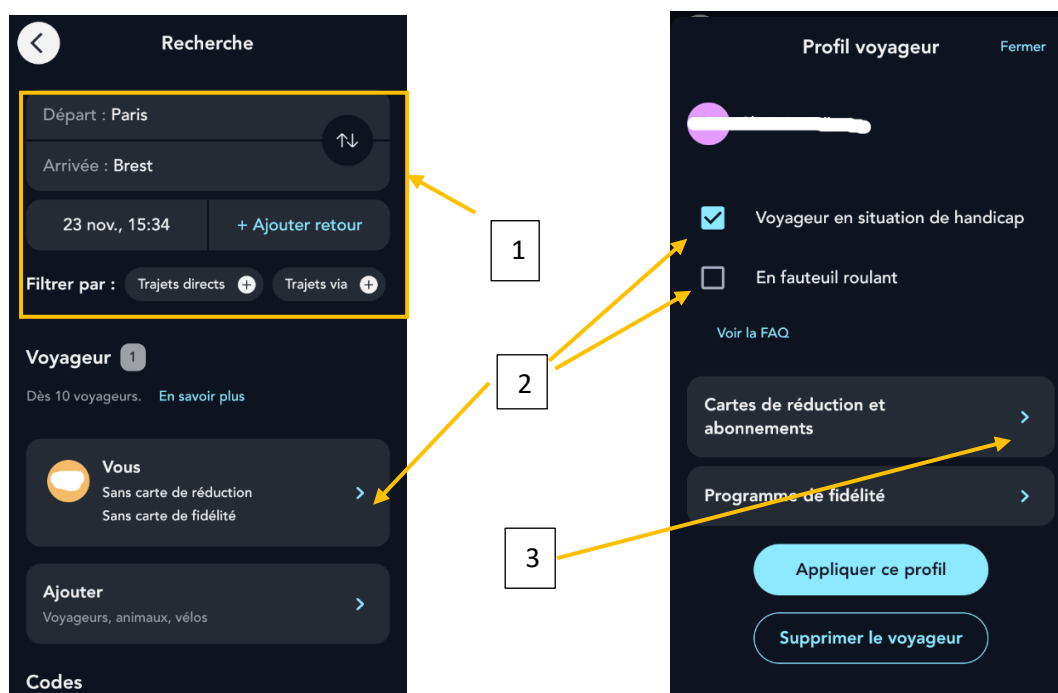 Recherche
Départ : Paris
Arrivée : Brest
23 nov., 15:34
+ Ajouter retour
Filtrer par :
Trajets directs
Trajets via
Voyageur 1
Dès 10 voyageurs. En savoir plus
Vous
Sans carte de réduction
Sans carte de fidélité
Ajouter
Voyageurs, animaux, vélos
Codes
1
2
3
Profil voyageur
Fermer
Voyageur en situation de handicap
En fauteuil roulant
Voir la FAQ
Cartes de réduction et
abonnements
Programme de fidélité
Appliquer ce profil
Supprimer le voyageur